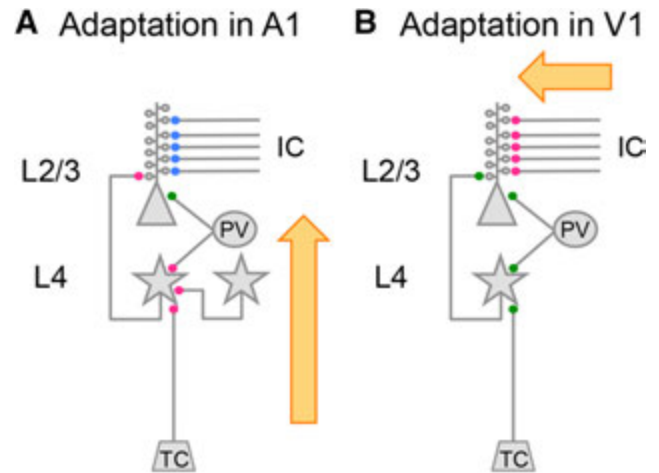 A Adaptation in A1
IC
L2/3
PV
L4
TC
B Adaptation in V1
IC
L2/3
PV
L4
TC